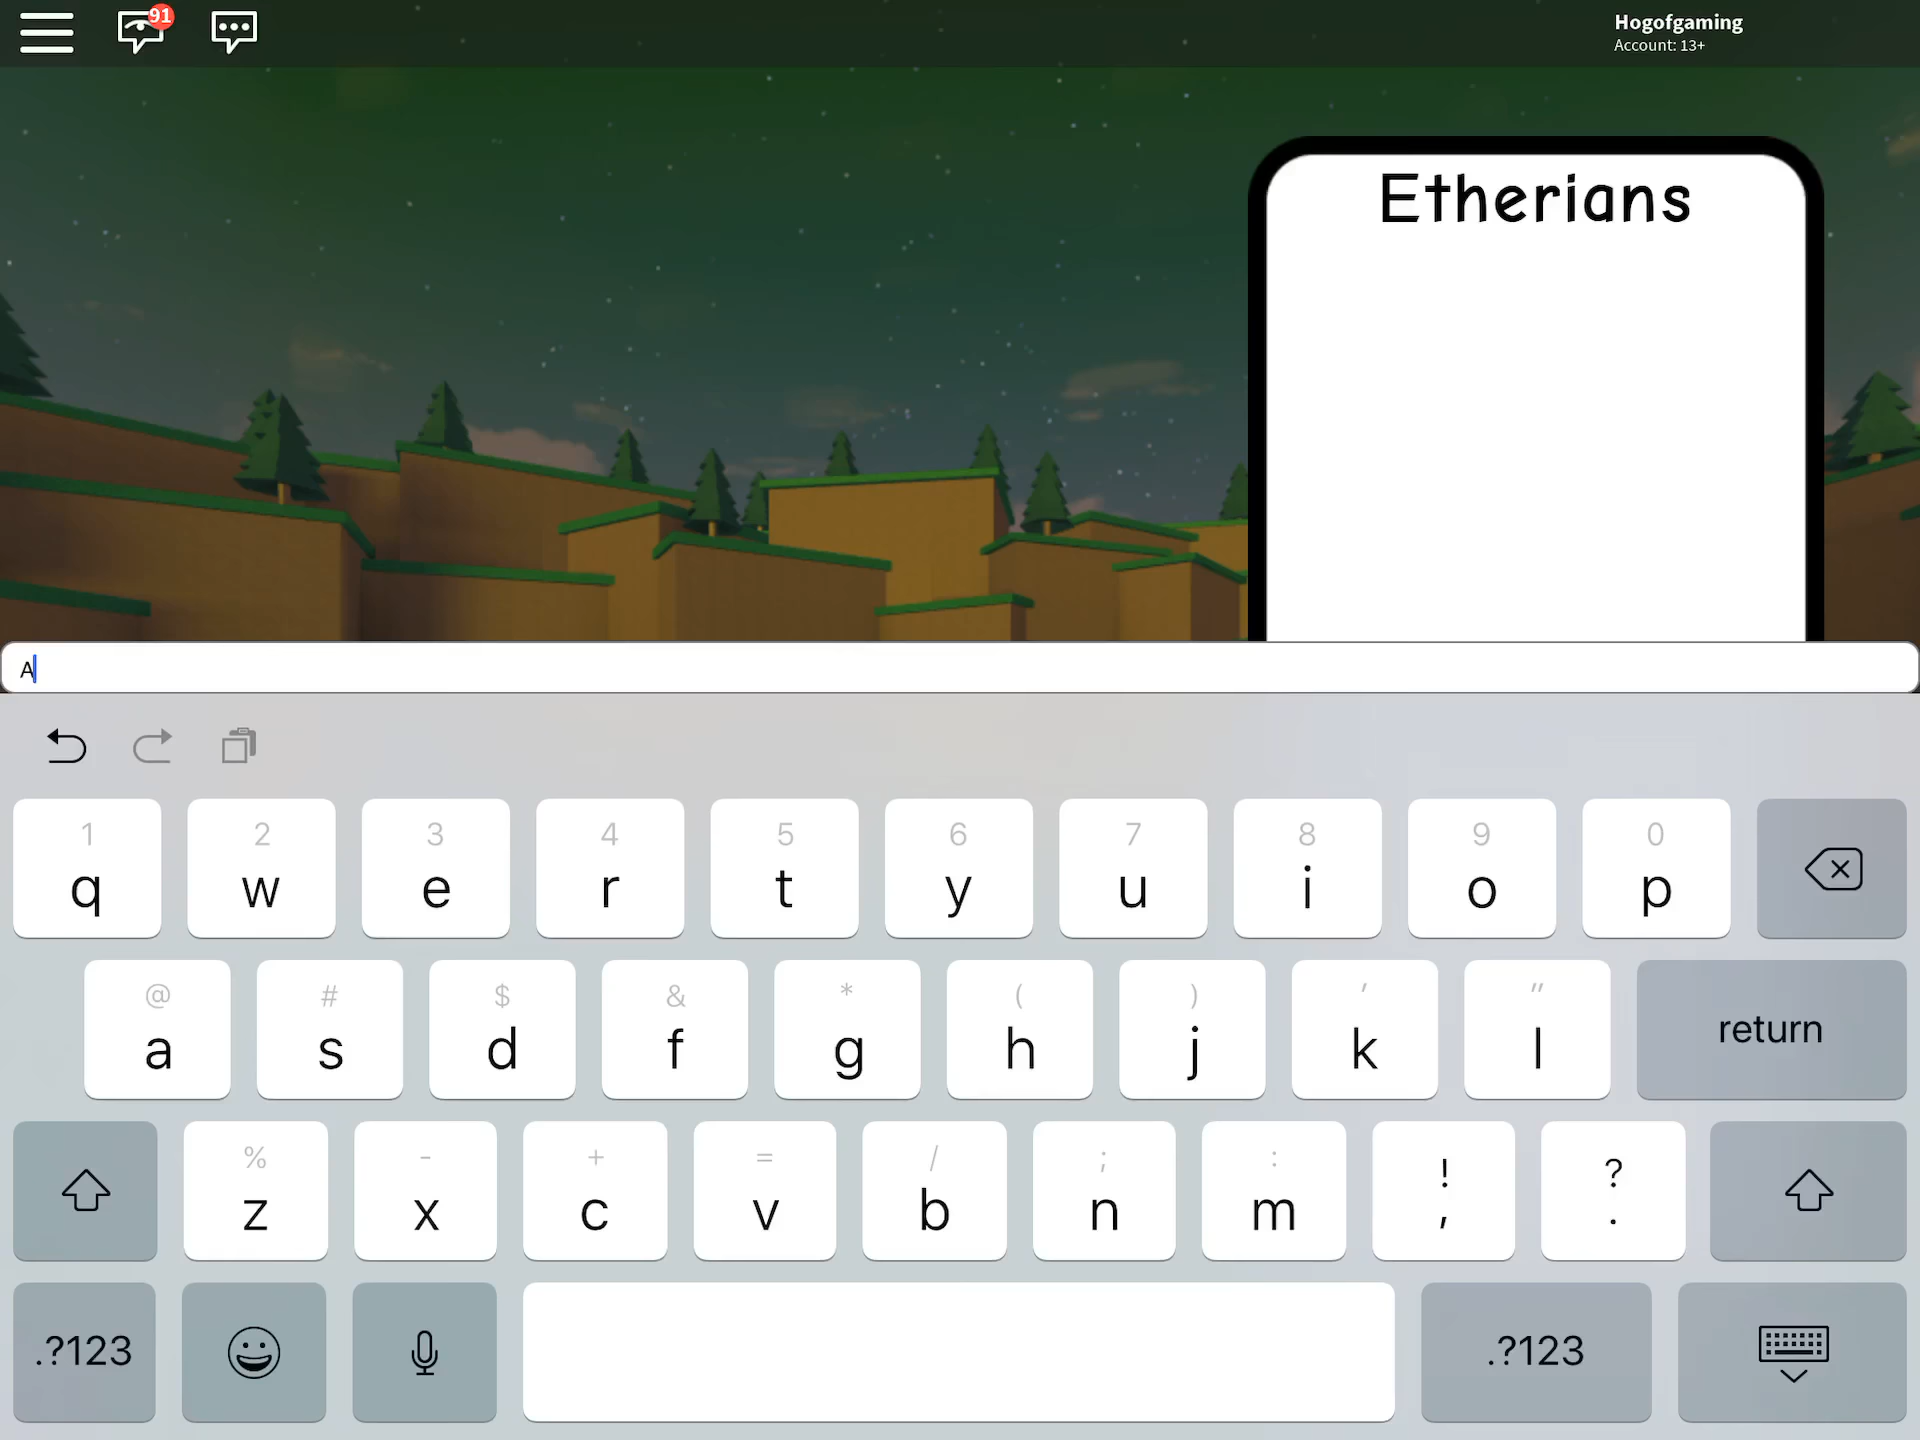 91
Hogofgaming
Account: 13+
Etherians
A
1 2 3 4 5 6 7 8 9 0
q w e r t y u i o p
@ # $ & * ( ) ' "
a s d f g h j k l return
% - + = / ; : ! ?
z x c v b n m , .
.?123 .?123